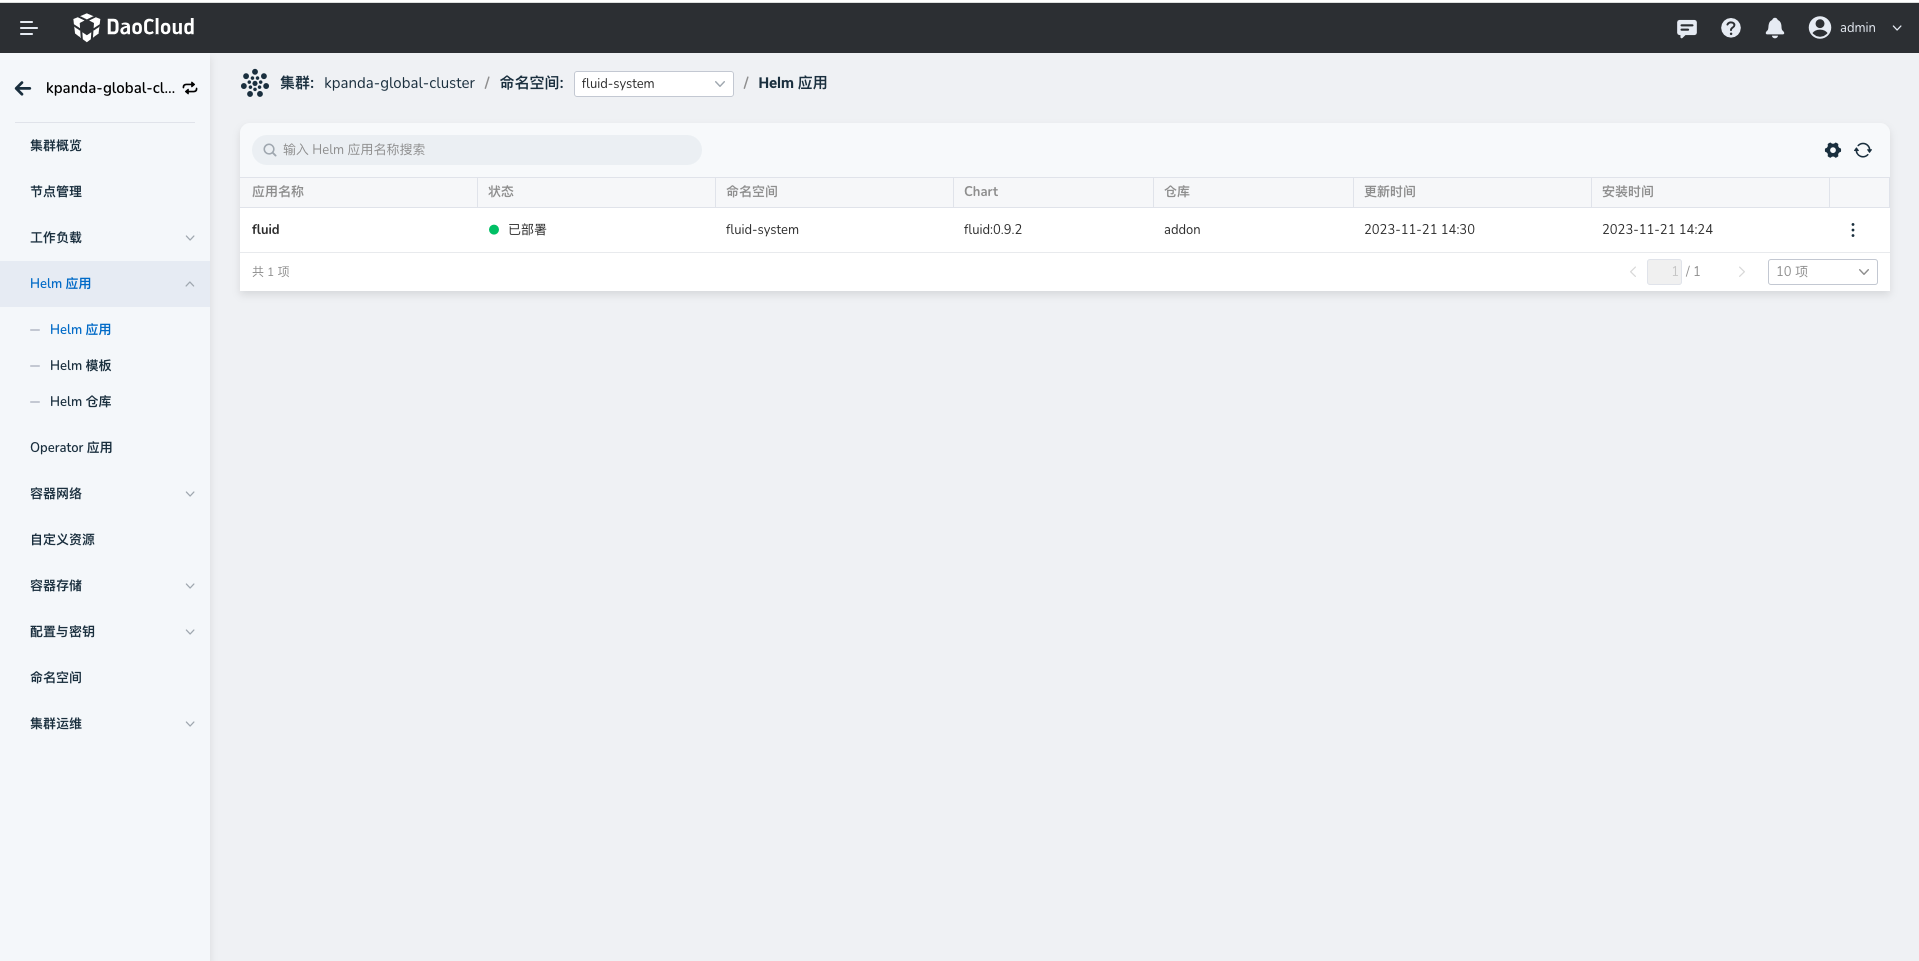 DaoCloud
admin
kpanda-global-cl...
集群概览
节点管理
工作负载
Helm 应用
Helm 应用
Helm 模板
Helm 仓库
Operator 应用
容器网络
自定义资源
容器存储
配置与密钥
命名空间
集群运维
集群: kpanda-global-cluster / 命名空间: fluid-system / Helm 应用
输入 Helm 应用名称搜索
应用名称 状态 命名空间 Chart 仓库 更新时间 安装时间
fluid 已部署 fluid-system fluid:0.9.2 addon 2023-11-21 14:30 2023-11-21 14:24
共 1 项 1 / 1 10 项